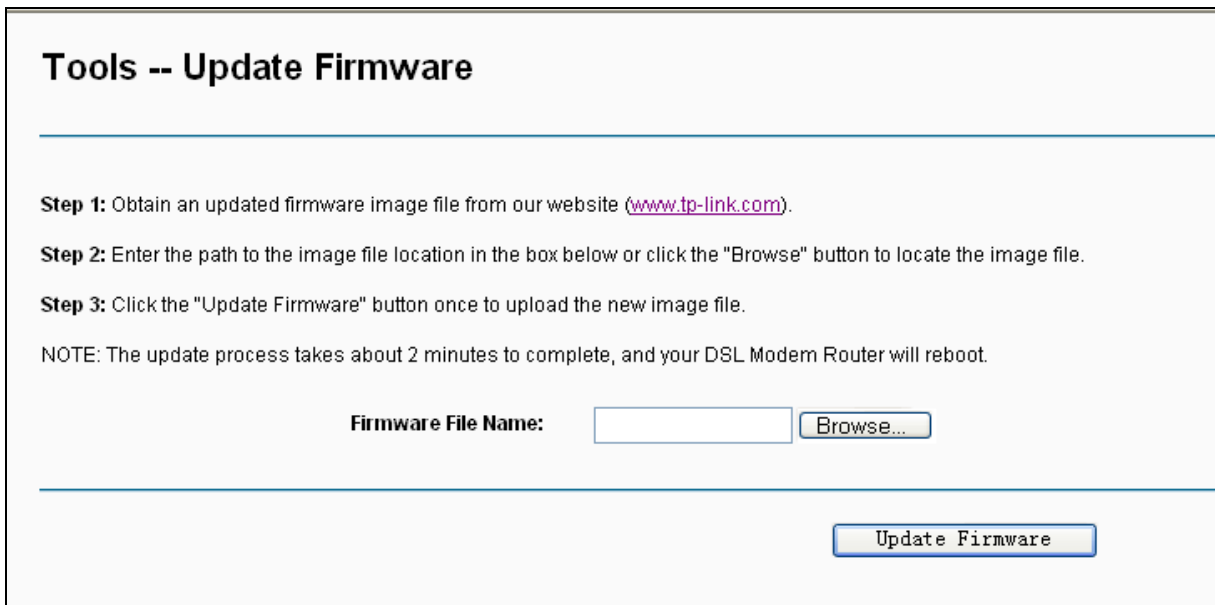 Tools -- Update Firmware
Step 1: Obtain an updated firmware image file from our website (www.tp-link.com).
Step 2: Enter the path to the image file location in the box below or click the "Browse" button to locate the image file.
Step 3: Click the "Update Firmware" button once to upload the new image file.
NOTE: The update process takes about 2 minutes to complete, and your DSL Modem Router will reboot.
Firmware File Name: Browse...
Update Firmware